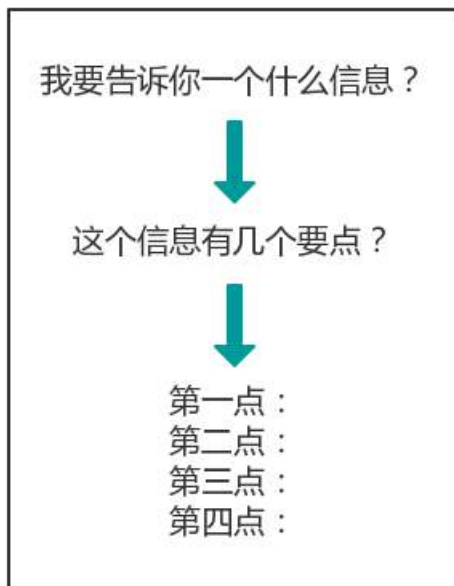 我要告诉你一个什么信息？
这个信息有几个要点？
第一点：
第二点：
第三点：
第四点：